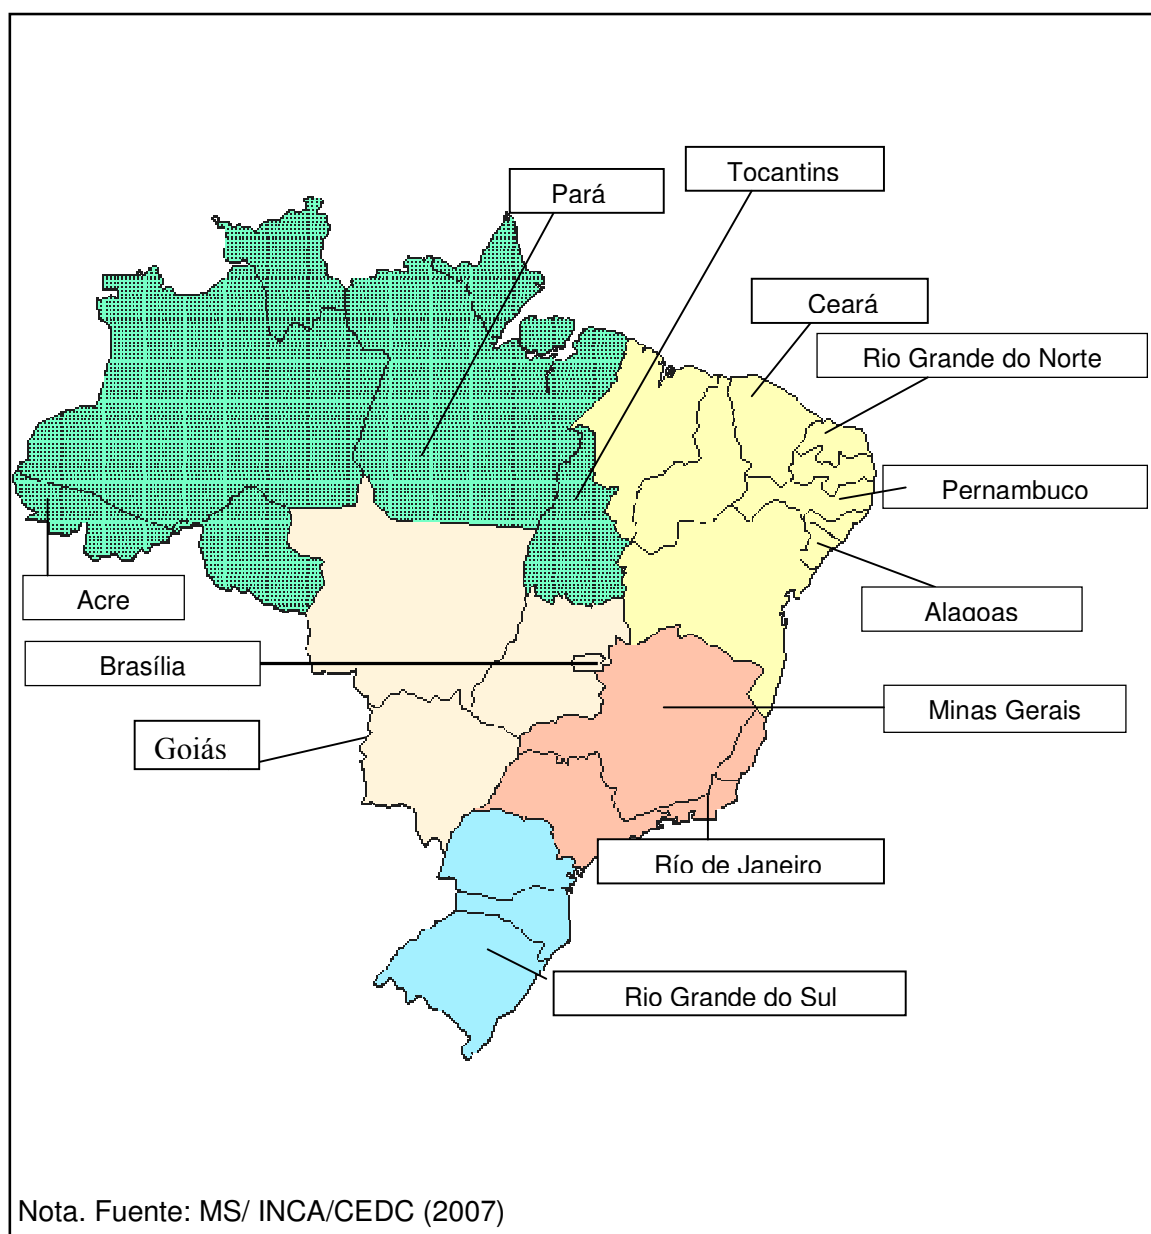 Tocantins
Pará
Ceará
Rio Grande do Norte
Pernambuco
Acre
Alagoas
Brasília
Minas Gerais
Goiás
Río de Janeiro
Rio Grande do Sul
Nota. Fuente: MS/ INCA/CEDC (2007)